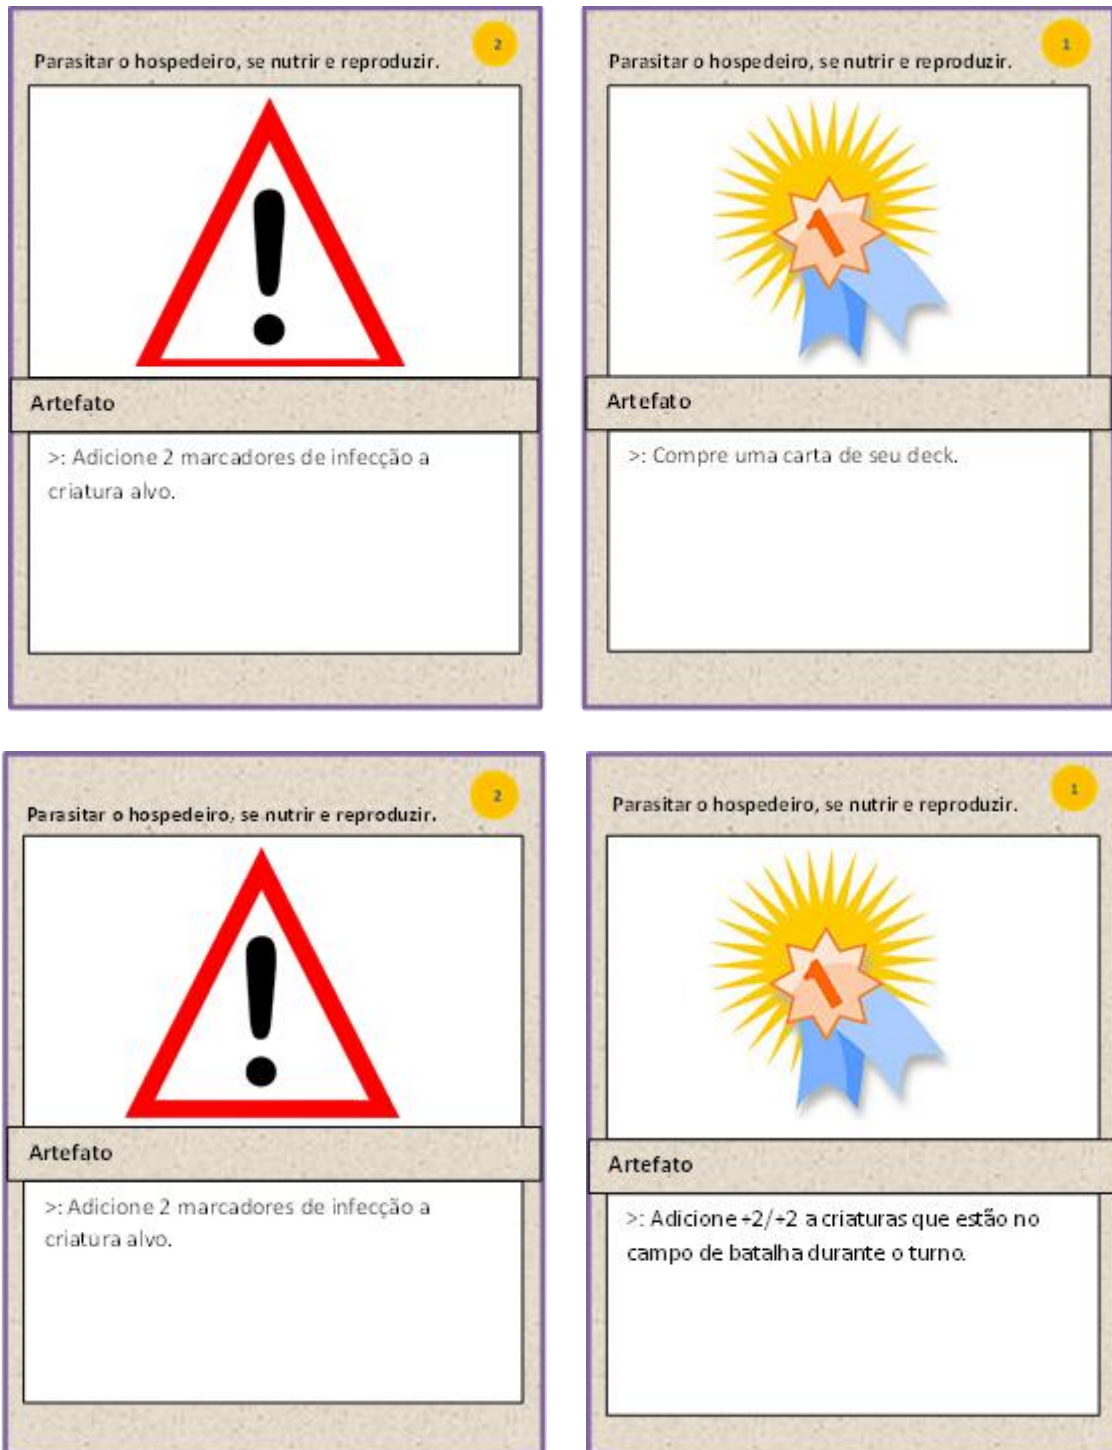 2
Parasitar o hospedeiro, se nutrir e reproduzir.
Artefato
>: Adicione 2 marcadores de infecção a
criatura alvo.
1
Parasitar o hospedeiro, se nutrir e reproduzir.
1
Artefato
>: Compre uma carta de seu deck.
2
Parasitar o hospedeiro, se nutrir e reproduzir.
Artefato
>: Adicione 2 marcadores de infecção a
criatura alvo.
1
Parasitar o hospedeiro, se nutrir e reproduzir.
1
Artefato
>: Adicione +2/+2 a criaturas que estão no
campo de batalha durante o turno.